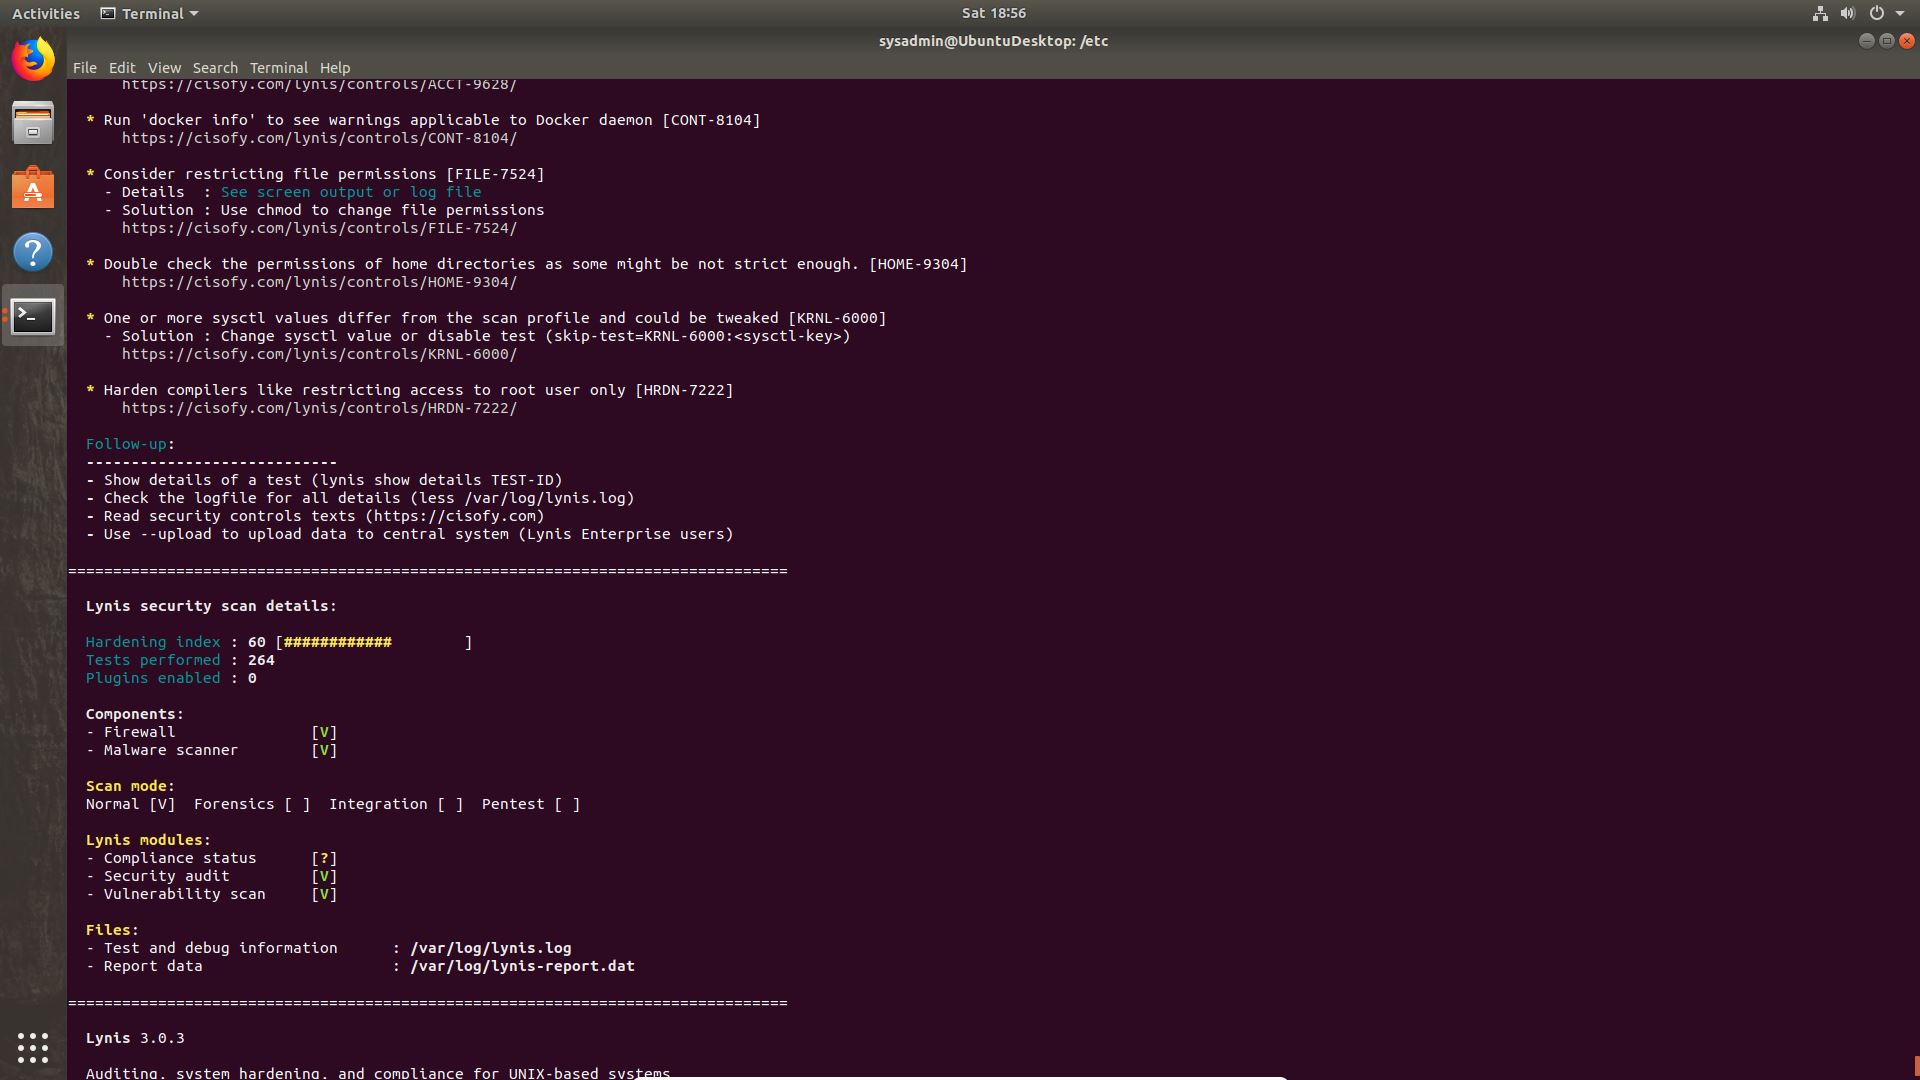 Activities Terminal Sat 18:56
sysadmin@UbuntuDesktop: /etc
File Edit View Search Terminal Help
https://cisofy.com/lynis/controls/ACCT-9628/
* Run 'docker info' to see warnings applicable to Docker daemon [CONT-8104]
https://cisofy.com/lynis/controls/CONT-8104/
* Consider restricting file permissions [FILE-7524]
- Details  : See screen output or log file
- Solution : Use chmod to change file permissions
https://cisofy.com/lynis/controls/FILE-7524/
* Double check the permissions of home directories as some might be not strict enough. [HOME-9304]
https://cisofy.com/lynis/controls/HOME-9304/
* One or more sysctl values differ from the scan profile and could be tweaked [KRNL-6000]
- Solution : Change sysctl value or disable test (skip-test=KRNL-6000:<sysctl-key>)
https://cisofy.com/lynis/controls/KRNL-6000/
* Harden compilers like restricting access to root user only [HRDN-7222]
https://cisofy.com/lynis/controls/HRDN-7222/
Follow-up:
----------------------------
- Show details of a test (lynis show details TEST-ID)
- Check the logfile for all details (less /var/log/lynis.log)
- Read security controls texts (https://cisofy.com)
- Use --upload to upload data to central system (Lynis Enterprise users)
================================================================================
Lynis security scan details:
Hardening index : 60 [############        ]
Tests performed : 264
Plugins enabled : 0
Components:
- Firewall               [V]
- Malware scanner        [V]
Scan mode:
Normal [V]  Forensics [ ]  Integration [ ]  Pentest [ ]
Lynis modules:
- Compliance status      [?]
- Security audit         [V]
- Vulnerability scan     [V]
Files:
- Test and debug information      : /var/log/lynis.log
- Report data                     : /var/log/lynis-report.dat
================================================================================
Lynis 3.0.3
Auditing, system hardening, and compliance for UNIX-based systems